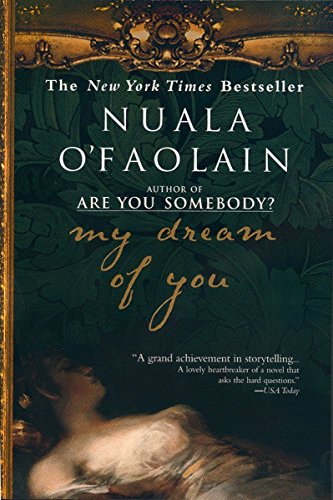 The New York Times Bestseller
NUALA
O'FAOLAIN
AUTHOR OF
ARE YOU SOMEBODY?
my dream
of you
"A grand achievement in storytelling...
A lovely heartbreaker of a novel that
asks the hard questions."
—USA Today